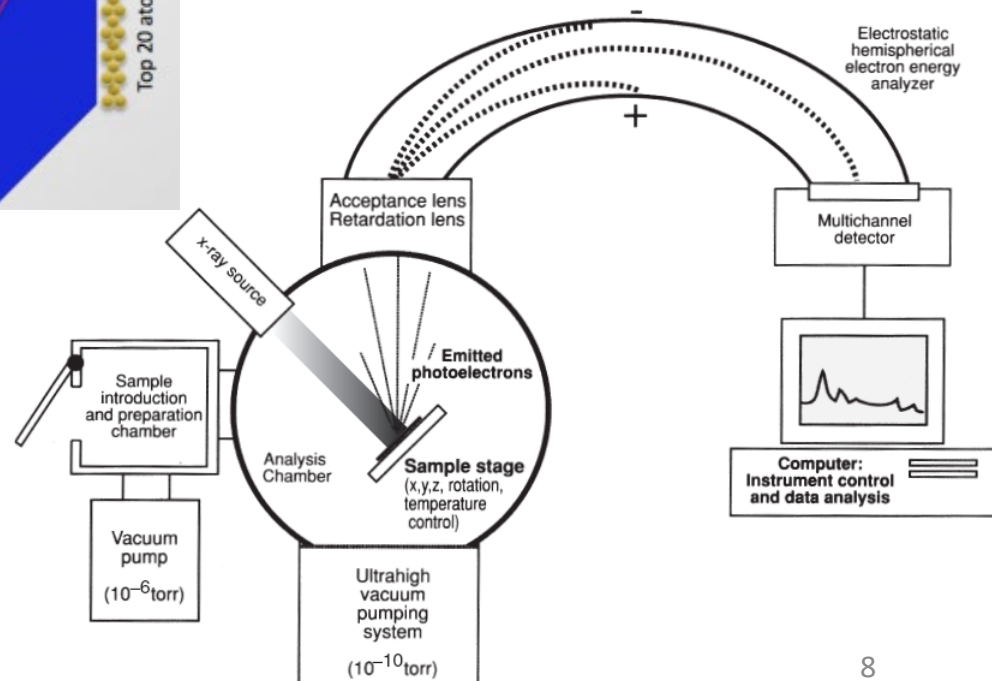 Top 20 ato
-
+
Electrostatic
hemispherical
electron energy
analyzer
Acceptance lens
Retardation lens
Multichannel
detector
x-ray source
Emitted
photoelectrons
Sample
introduction
and preparation
chamber
Analysis
Chamber
Sample stage
(x,y,z, rotation,
temperature
control)
Computer:
Instrument control
and data analysis
Vacuum
pump
(10⁻⁶torr)
Ultrahigh
vacuum
pumping
system
(10⁻¹⁰torr)
8